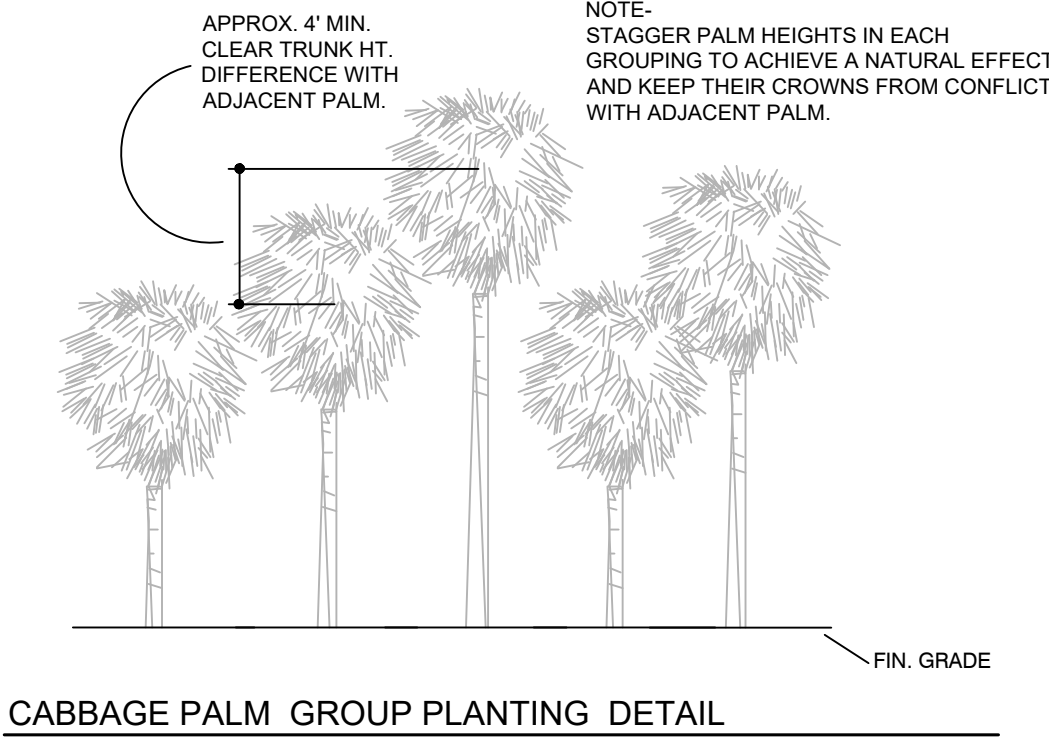 APPROX. 4' MIN.
CLEAR TRUNK HT.
DIFFERENCE WITH
ADJACENT PALM.
NOTE-
STAGGER PALM HEIGHTS IN EACH
GROUPING TO ACHIEVE A NATURAL EFFECT
AND KEEP THEIR CROWNS FROM CONFLICT
WITH ADJACENT PALM.
FIN. GRADE
CABBAGE PALM GROUP PLANTING DETAIL